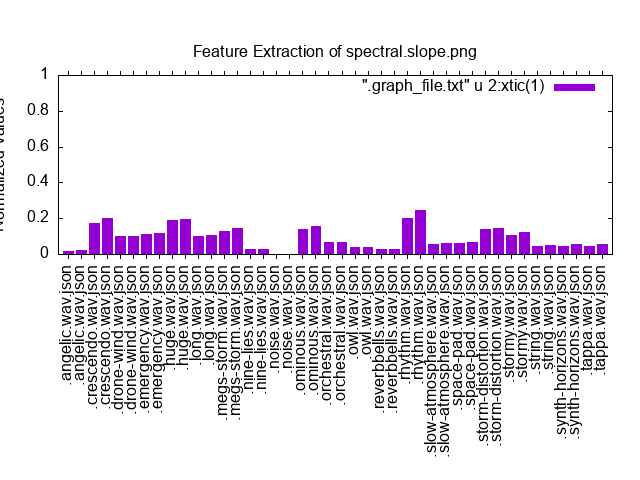 Feature Extraction of spectral.slope.png
".graph_file.txt" u 2:xtic(1)
Normalized Values
1
0.8
0.6
0.4
0.2
0
.angelic.wav.json
.angelic.wav.json
.crescendo.wav.json
.crescendo.wav.json
.drone-wind.wav.json
.drone-wind.wav.json
.emergency.wav.json
.emergency.wav.json
.huge.wav.json
.huge.wav.json
.long.wav.json
.long.wav.json
.megs-storm.wav.json
.megs-storm.wav.json
.nine-lies.wav.json
.nine-lies.wav.json
.noise.wav.json
.noise.wav.json
.ominous.wav.json
.ominous.wav.json
.orchestral.wav.json
.orchestral.wav.json
.owl.wav.json
.owl.wav.json
.reverbbells.wav.json
.reverbbells.wav.json
.rhythm.wav.json
.rhythm.wav.json
.slow-atmosphere.wav.json
.slow-atmosphere.wav.json
.space-pad.wav.json
.space-pad.wav.json
.storm-distortion.wav.json
.storm-distortion.wav.json
.stormy.wav.json
.stormy.wav.json
.string.wav.json
.string.wav.json
.synth-horizons.wav.json
.synth-horizons.wav.json
.tappa.wav.json
.tappa.wav.json